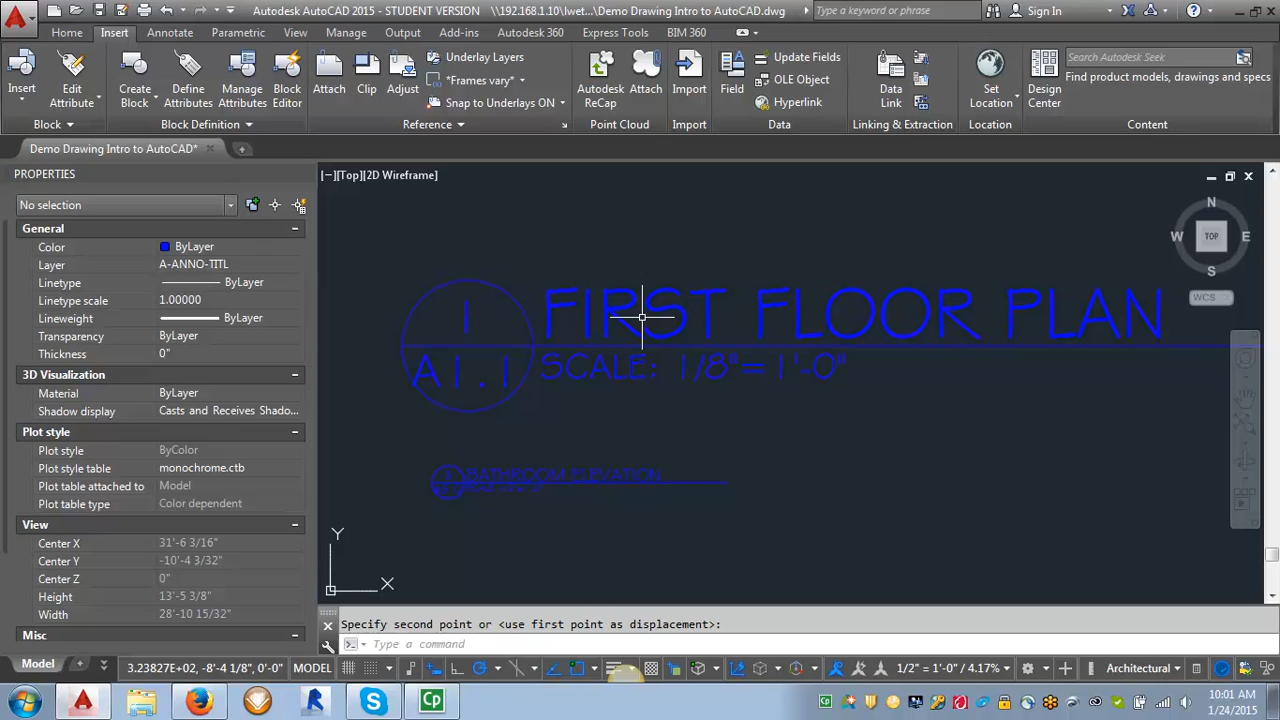 Autodesk AutoCAD 2015 - STUDENT VERSION \\192.168.1.10\Iwet...\Demo Drawing Intro to AutoCAD.dwg
Type a keyword or phrase
Sign In
Home Insert Annotate Parametric View Manage Output Add-ins Autodesk 360 Express Tools BIM 360
Insert
Edit Attribute
Create Block
Define Attributes
Manage Attributes
Block Editor
Attach
Clip
Adjust
Underlay Layers
*Frames vary*
Snap to Underlays ON
Autodesk ReCap
Attach
Import
Field
Update Fields
OLE Object
Hyperlink
Data Link
Set Location
Design Center
Search Autodesk Seek
Find product models, drawings and specs
Block
Block Definition
Reference
Point Cloud
Import
Data
Linking & Extraction
Location
Content
Demo Drawing Intro to AutoCAD*
PROPERTIES
No selection
General
Color ByLayer
Layer A-ANNO-TITL
Linetype ByLayer
Linetype scale 1.00000
Lineweight ByLayer
Transparency ByLayer
Thickness 0"
3D Visualization
Material ByLayer
Shadow display Casts and Receives Shado...
Plot style
Plot style ByColor
Plot style table monochrome.ctb
Plot table attached to Model
Plot table type Color dependent
View
Center X 31'-6 3/16"
Center Y -10'-4 3/32"
Center Z 0"
Height 13'-5 3/8"
Width 28'-10 15/32"
Misc
[−][Top][2D Wireframe]
N
W TOP E
S
WCS
1
A1.1
FIRST FLOOR PLAN
SCALE: 1/8"= 1'-0"
BATHROOM ELEVATION
Y
X
Specify second point or <use first point as displacement>:
Type a command
Model
3.23827E+02, -8'-4 1/8", 0'-0"
MODEL
1/2" = 1'-0" / 4.17%
Architectural
Cp
10:01 AM
1/24/2015